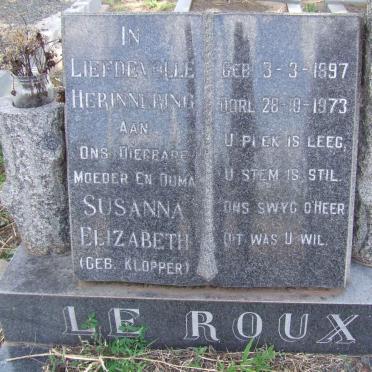 IN
LIEFDEVOLLE
HERINNERING
AAN
ONS DIERBARE
MOEDER EN OUMA
SUSANNA
ELIZABETH
(GEB. KLOPPER)
GEB. 3-3-1897
OORL. 28-10-1973
U PLEK IS LEEG,
U STEM IS STIL.
ONS SWYG O'HEER
DIT WAS U WIL.
LE ROUX